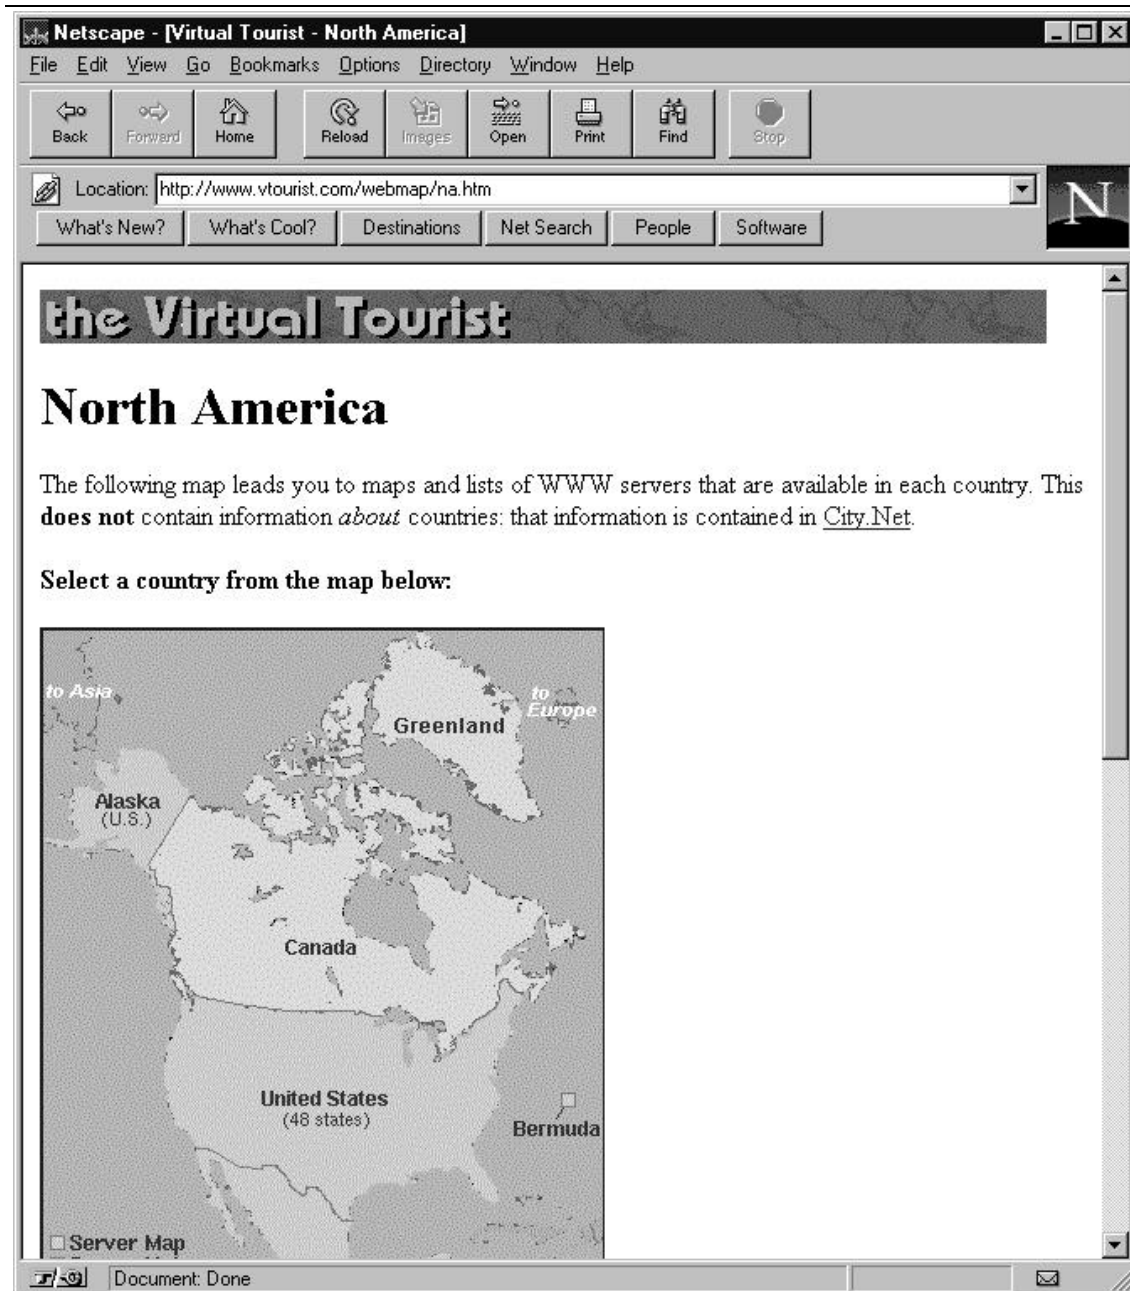 Netscape - [Virtual Tourist - North America]
File Edit View Go Bookmarks Options Directory Window Help
Back Forward Home Reload Images Open Print Find Stop
Location: http://www.vtourist.com/webmap/na.htm
N
What's New? What's Cool? Destinations Net Search People Software
the Virtual Tourist
North America
The following map leads you to maps and lists of WWW servers that are available in each country. This
does not contain information about countries: that information is contained in City.Net.
Select a country from the map below:
to Asia
to
Europe
Greenland
Alaska
(U.S.)
Canada
United States
(48 states)
Bermuda
Server Map
Document: Done